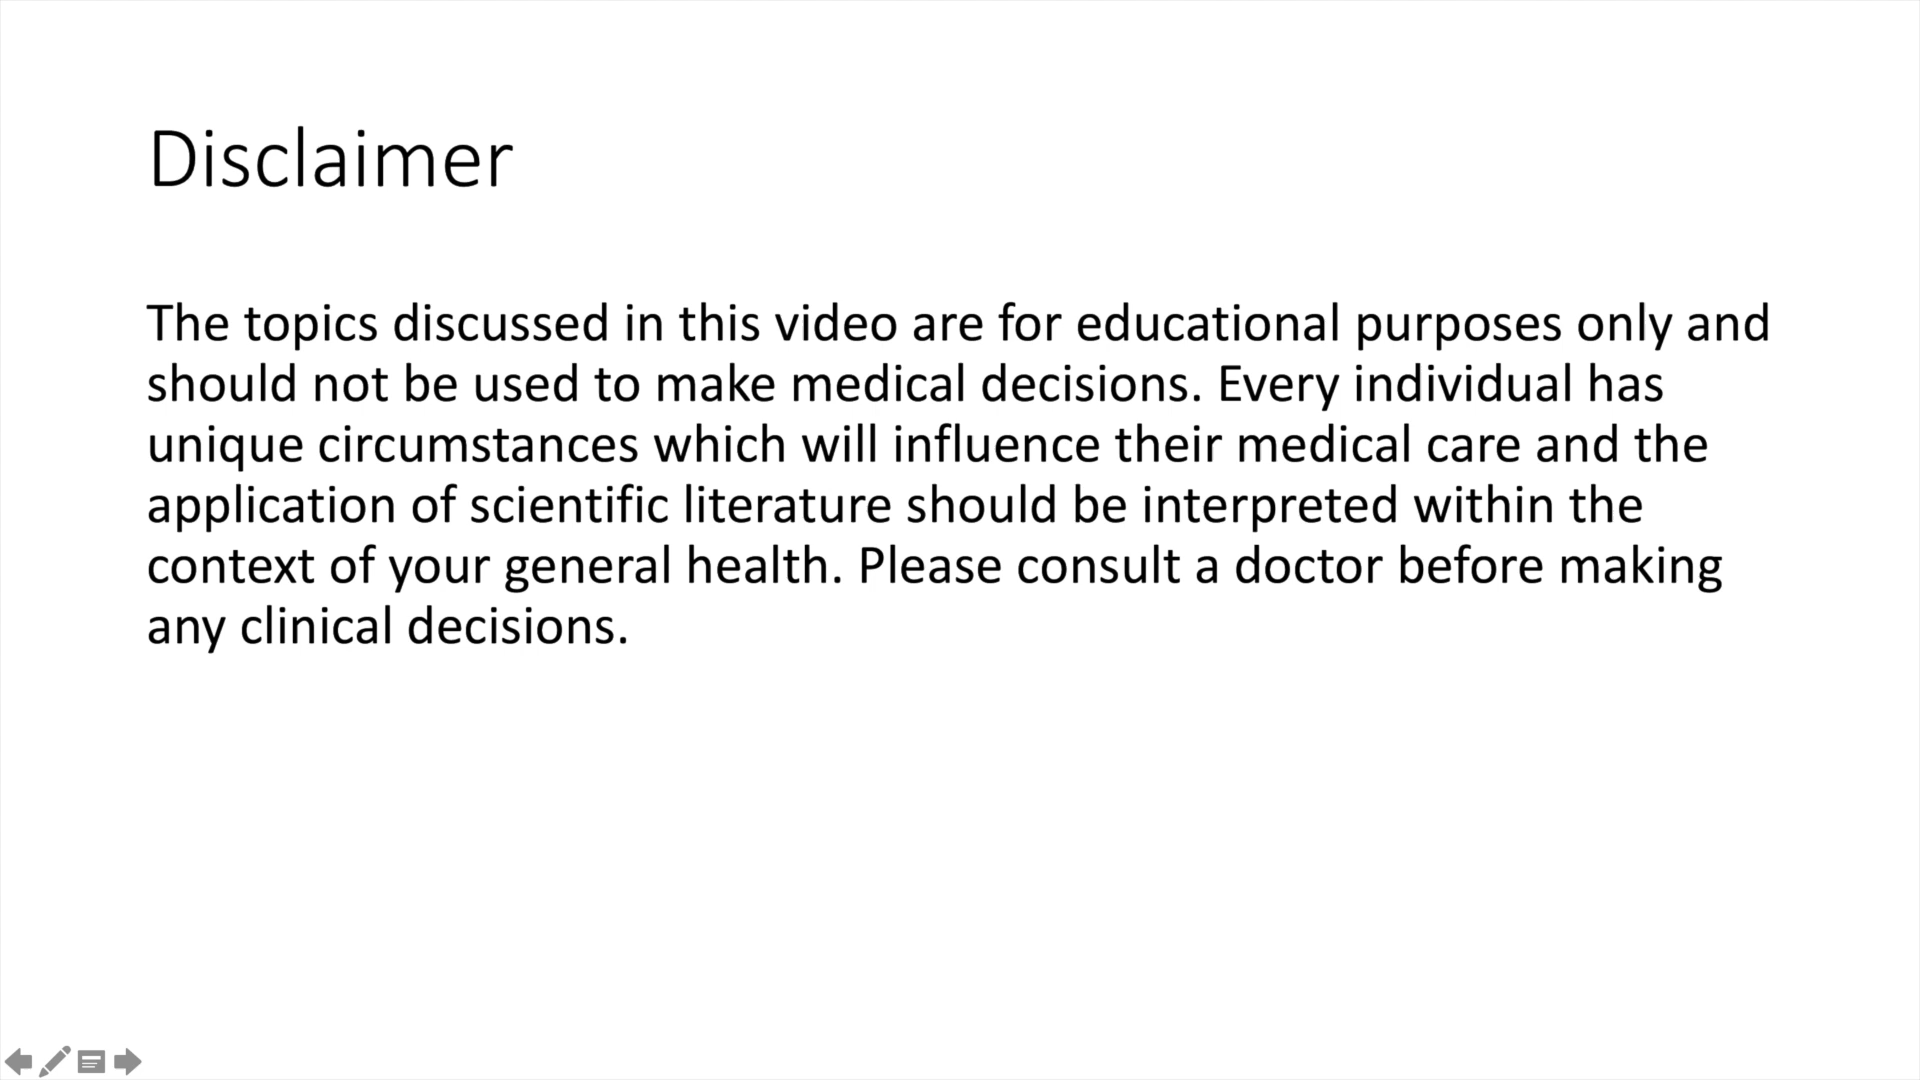 Disclaimer
The topics discussed in this video are for educational purposes only and
should not be used to make medical decisions. Every individual has
unique circumstances which will influence their medical care and the
application of scientific literature should be interpreted within the
context of your general health. Please consult a doctor before making
any clinical decisions.